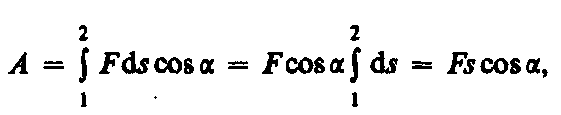 A = ∫₁² F ds cos α = F cos α ∫₁² ds = Fs cos α,